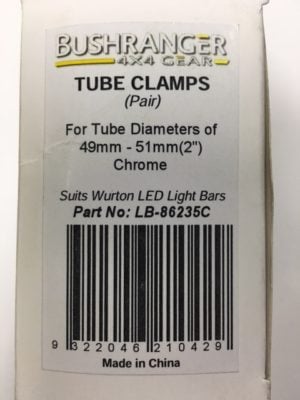 BUSHRANGER
4X4 GEAR
TUBE CLAMPS
(Pair)
For Tube Diameters of
49mm - 51mm(2")
Chrome
Suits Wurton LED Light Bars
Part No: LB-86235C
9 322046 210429
Made in China